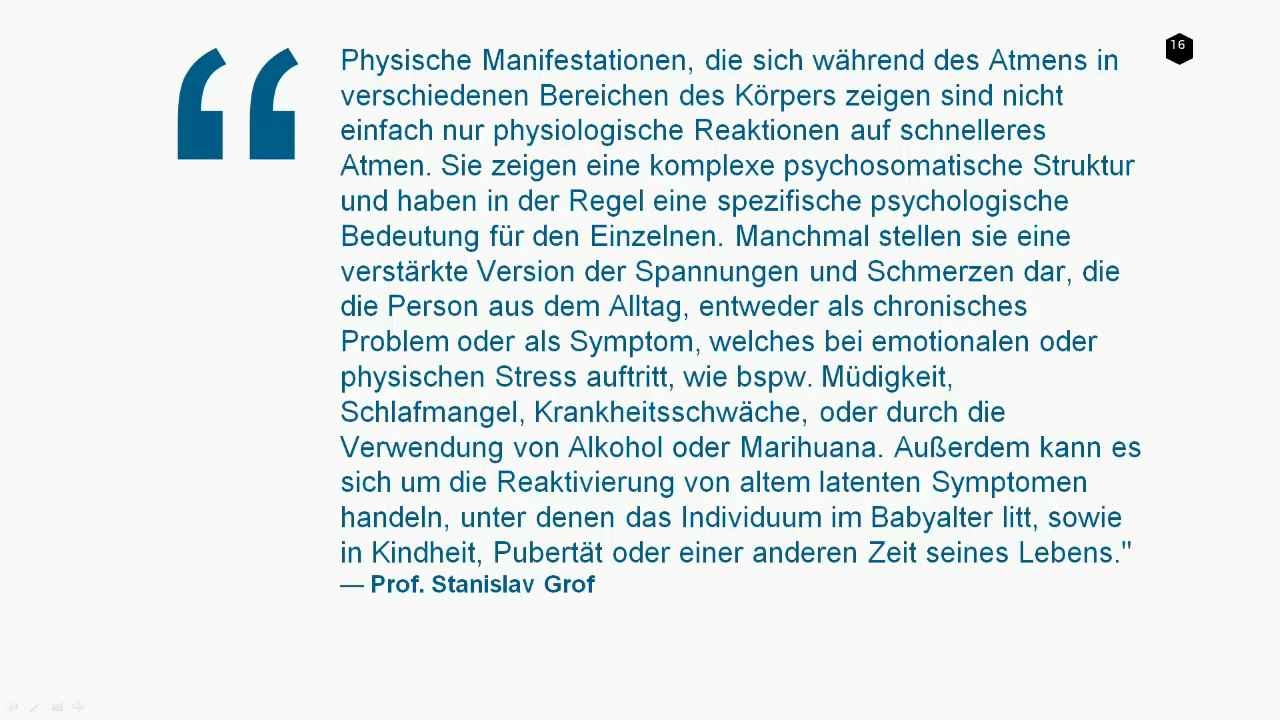 16
“
Physische Manifestationen, die sich während des Atmens in
verschiedenen Bereichen des Körpers zeigen sind nicht
einfach nur physiologische Reaktionen auf schnelleres
Atmen. Sie zeigen eine komplexe psychosomatische Struktur
und haben in der Regel eine spezifische psychologische
Bedeutung für den Einzelnen. Manchmal stellen sie eine
verstärkte Version der Spannungen und Schmerzen dar, die
die Person aus dem Alltag, entweder als chronisches
Problem oder als Symptom, welches bei emotionalen oder
physischen Stress auftritt, wie bspw. Müdigkeit,
Schlafmangel, Krankheitsschwäche, oder durch die
Verwendung von Alkohol oder Marihuana. Außerdem kann es
sich um die Reaktivierung von altem latenten Symptomen
handeln, unter denen das Individuum im Babyalter litt, sowie
in Kindheit, Pubertät oder einer anderen Zeit seines Lebens."
— Prof. Stanislav Grof